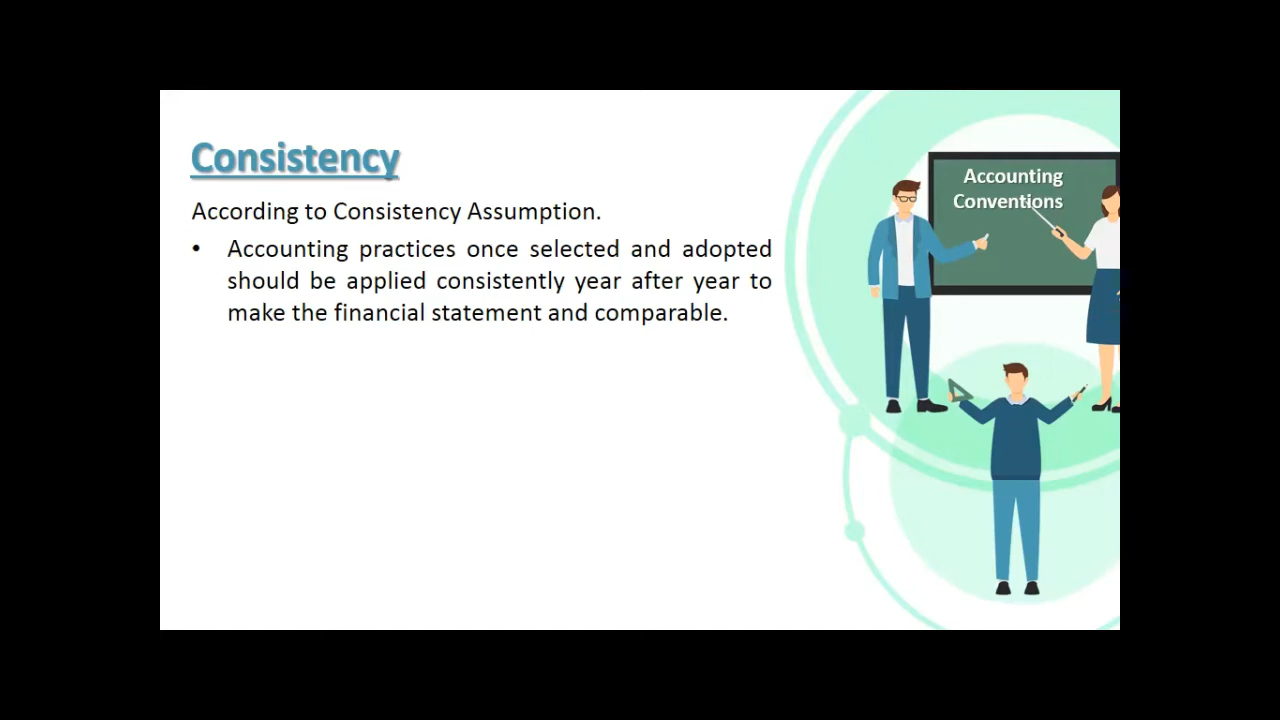 Consistency
According to Consistency Assumption.
• Accounting practices once selected and adopted
should be applied consistently year after year to
make the financial statement and comparable.
Accounting
Conventions